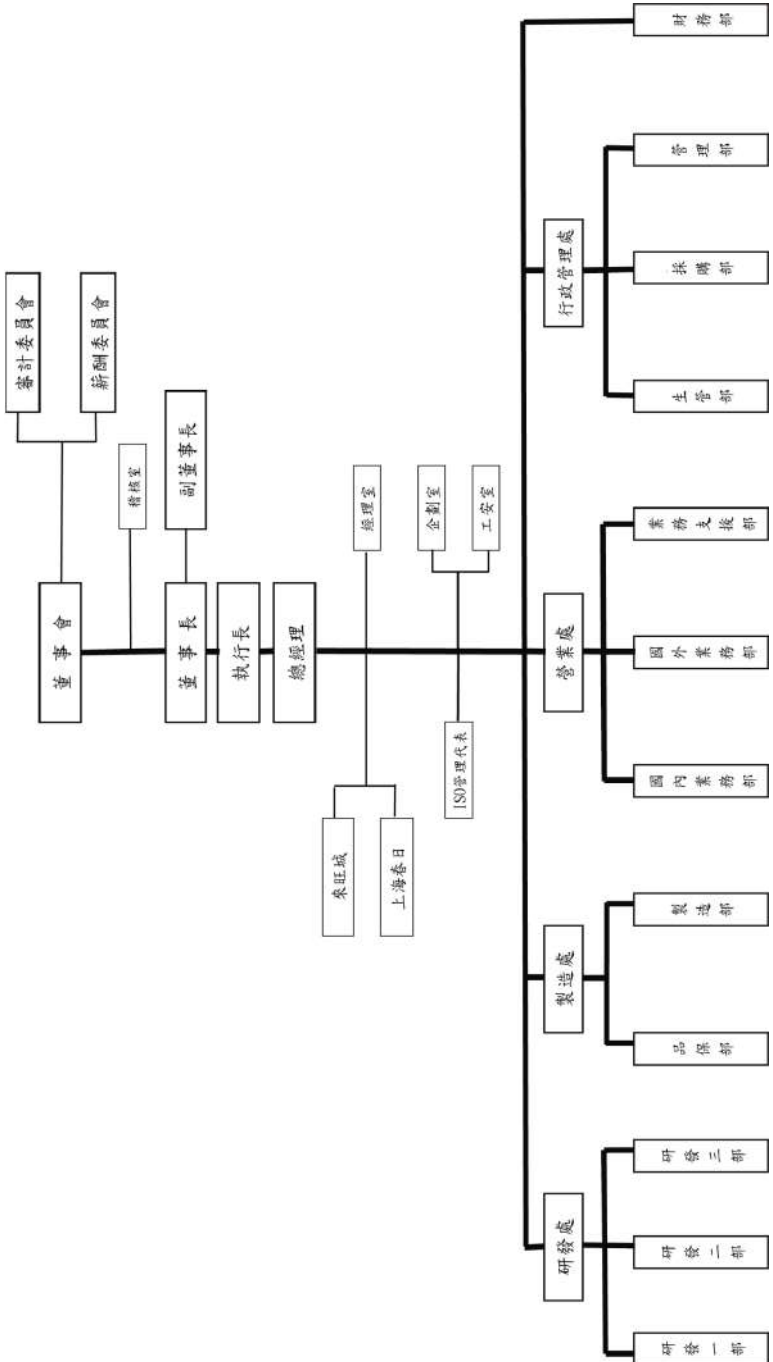 董事會
審計委員會
薪酬委員會
稽核室
董事長
副董事長
執行長
總經理
經理室
來旺城
上海春日
企劃室
工安室
ISO管理代表
研發處
製造處
營業處
行政管理處
研發一部
研發二部
研發三部
品保部
製造部
國內業務部
國外業務部
業務支援部
生管部
採購部
管理部
財務部